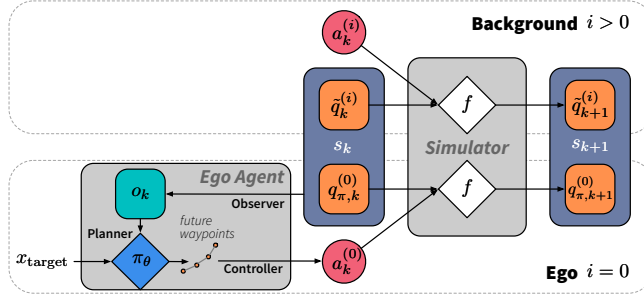 Background i > 0
a_k^{(i)}
q̃_k^{(i)}
f
q̃_{k+1}^{(i)}
s_k
Simulator
s_{k+1}
Ego Agent
o_k
q_{π,k}^{(0)}
f
q_{π,k+1}^{(0)}
Observer
future
waypoints
Planner
x_target
π_θ
Controller
a_k^{(0)}
Ego i = 0